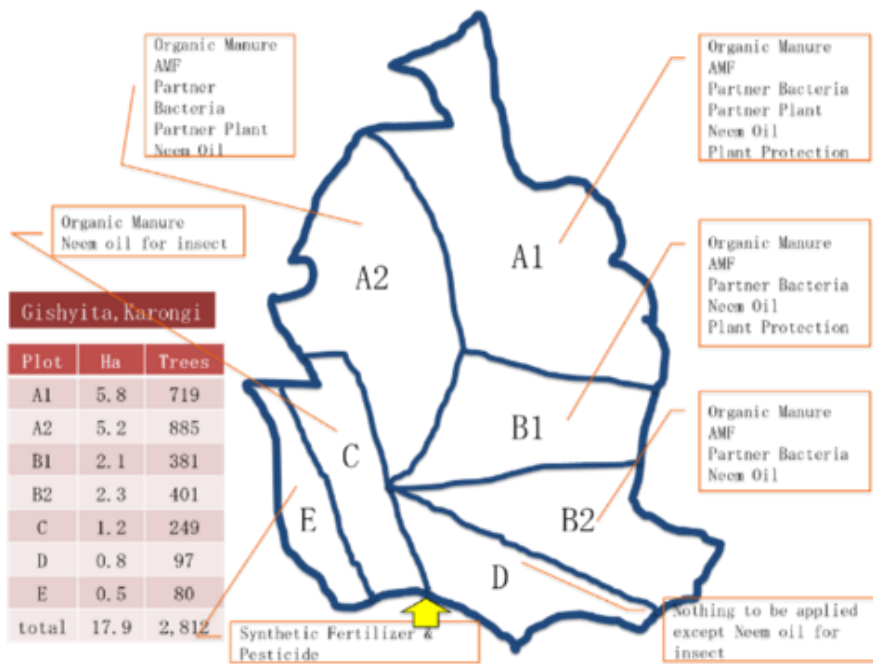 Organic Manure
AMF
Partner
Bacteria
Partner Plant
Neem Oil
Organic Manure
AMF
Partner Bacteria
Partner Plant
Neem Oil
Plant Protection
Organic Manure
Neem oil for insect
A2
A1
Organic Manure
AMF
Partner Bacteria
Neem Oil
Plant Protection
Gishyita,Karongi
Plot Ha Trees
A1 5.8 719
A2 5.2 885
B1 2.1 381
B2 2.3 401
C 1.2 249
D 0.8 97
E 0.5 80
total 17.9 2,812
B1
C
Organic Manure
AMF
Partner Bacteria
Neem Oil
E
B2
D
Synthetic Fertilizer &
Pesticide
Nothing to be applied
except Neem oil for
insect